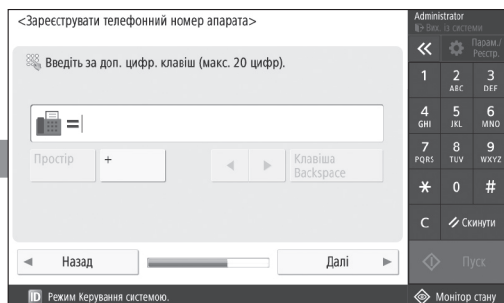 <Зареєструвати телефонний номер апарата>
Введіть за доп. цифр. клавіш (макс. 20 цифр).
=
Простір
+
Клавіша
Backspace
Назад
Далі
ID Режим Керування системою.
Administrator
Вих. із системи
Парам./
Реєстр.
1 2 3
ABC DEF
4 5 6
GHI JKL MNO
7 8 9
PQRS TUV WXYZ
* 0 #
C Скинути
Пуск
Монітор стану